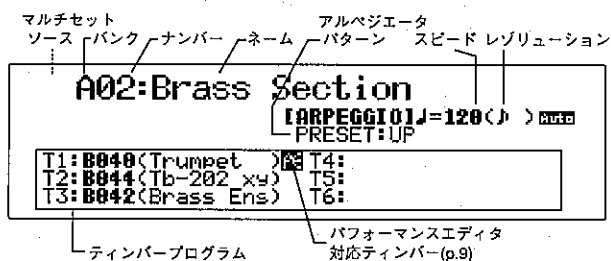 マルチセット
ソース バンク ナンバー ネーム
アルペジエータ
パターン スピード レゾリューション
A02:Brass Section
[ARPEGGIO]♩=120(♪ ) Auto
PRESET:UP
T1:B040(Trumpet )PE T4:
T2:B044(Tb-202 xy) T5:
T3:B042(Brass Ens) T6:
ティンバープログラム
パフォーマンスエディタ
対応ティンバー(p.9)